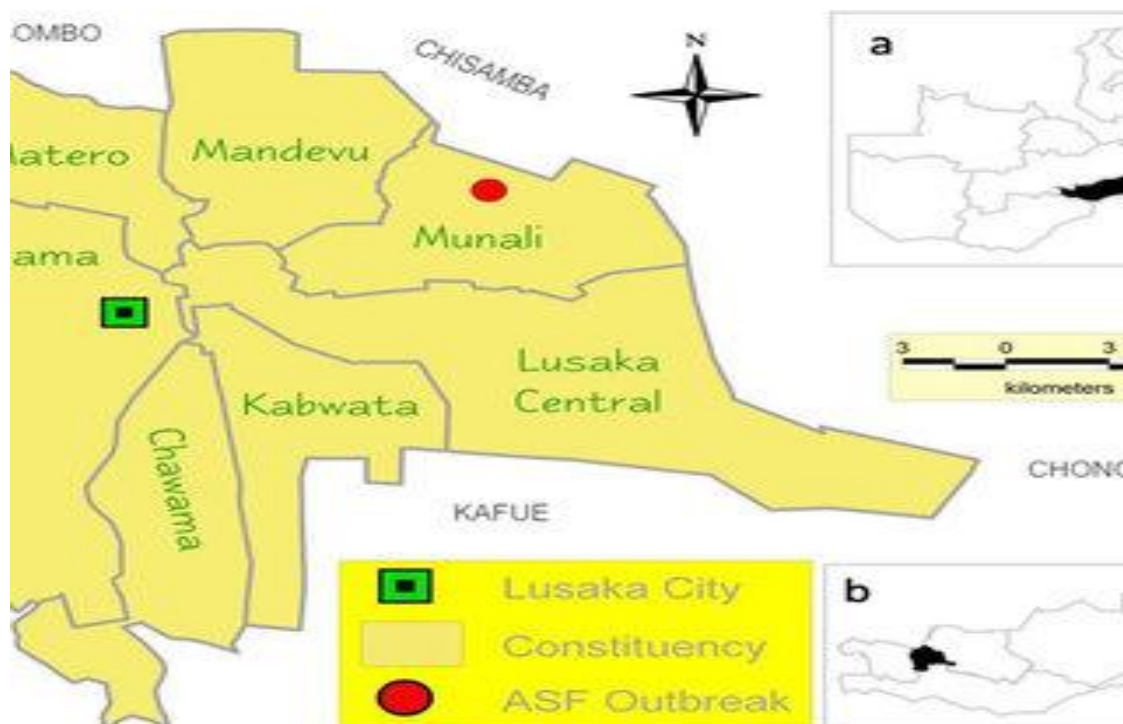 OMBO
CHISAMBA
N
a
Matero
Mandevu
Munali
ama
3 0 3
kilometers
Lusaka
Central
Kabwata
Chawama
CHONG
KAFUE
b
Lusaka City
Constituency
ASF Outbreak